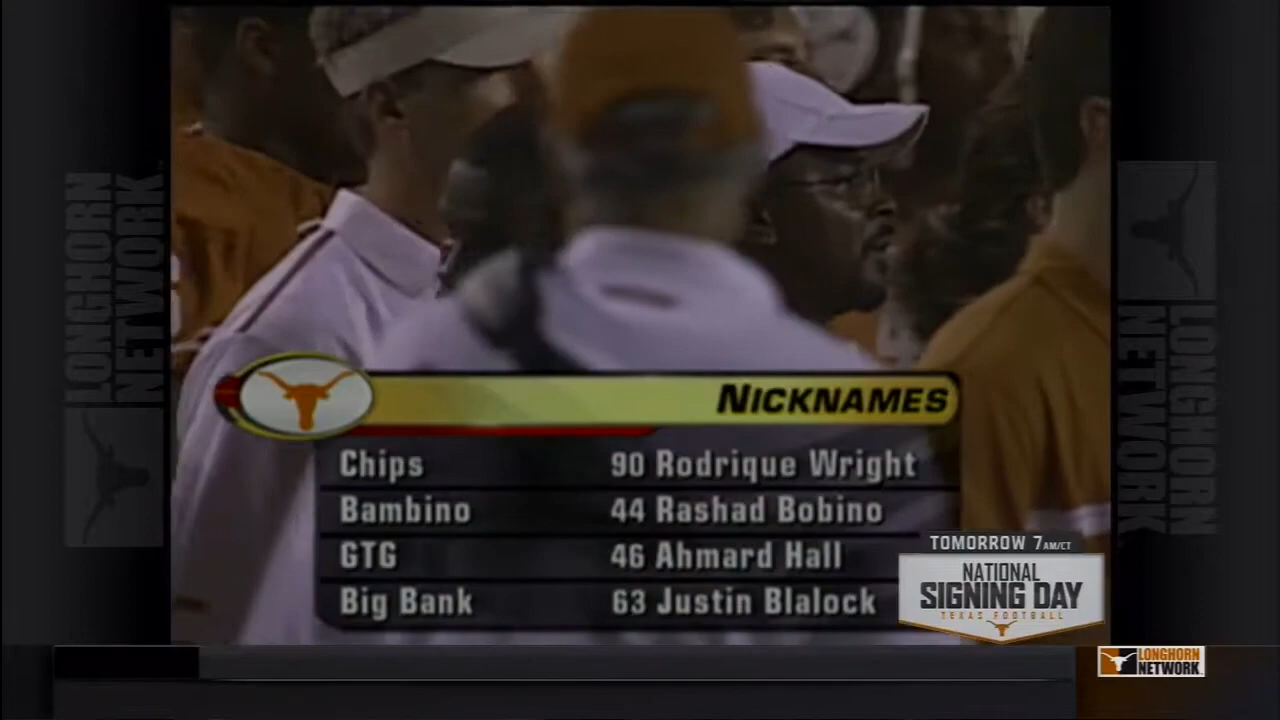 LONGHORN
NETWORK
NICKNAMES
Chips 90 Rodrique Wright
Bambino 44 Rashad Bobino
GTG 46 Ahmard Hall
Big Bank 63 Justin Blalock
TOMORROW 7AM/CT
NATIONAL
SIGNING DAY
TEXAS FOOTBALL
LONGHORN
NETWORK
LONGHORN
NETWORK